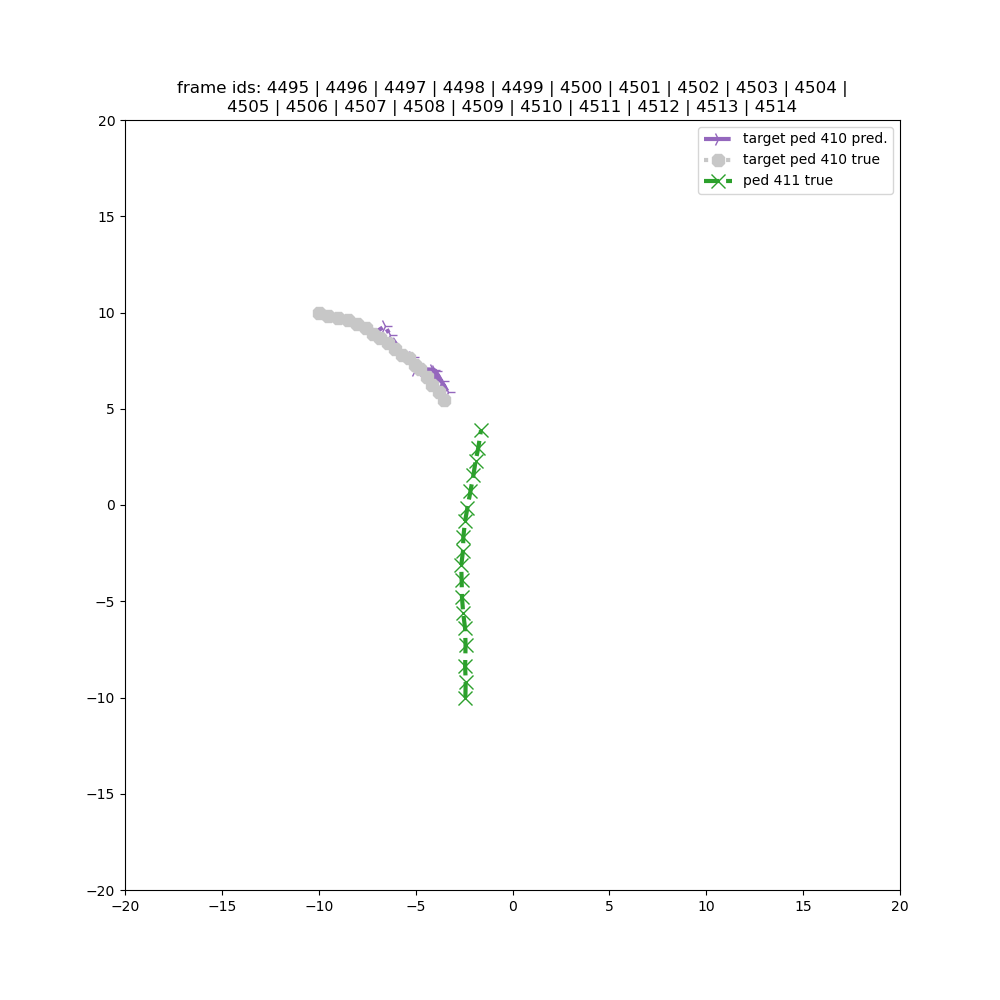 frame ids: 4495 | 4496 | 4497 | 4498 | 4499 | 4500 | 4501 | 4502 | 4503 | 4504 |
4505 | 4506 | 4507 | 4508 | 4509 | 4510 | 4511 | 4512 | 4513 | 4514
target ped 410 pred.
target ped 410 true
ped 411 true
20
15
10
5
0
−5
−10
−15
−20
−20 −15 −10 −5 0 5 10 15 20